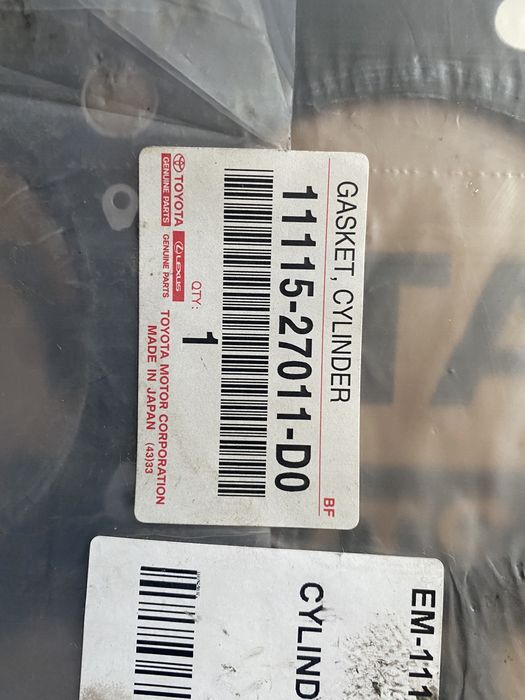 GASKET, CYLINDER
BF
11115-27011-D0
QTY:
1
TOYOTA
GENUINE PARTS
LEXUS
GENUINE PARTS
TOYOTA MOTOR CORPORATION
MADE IN JAPAN (43)33
EM-111
CYLIND
TA